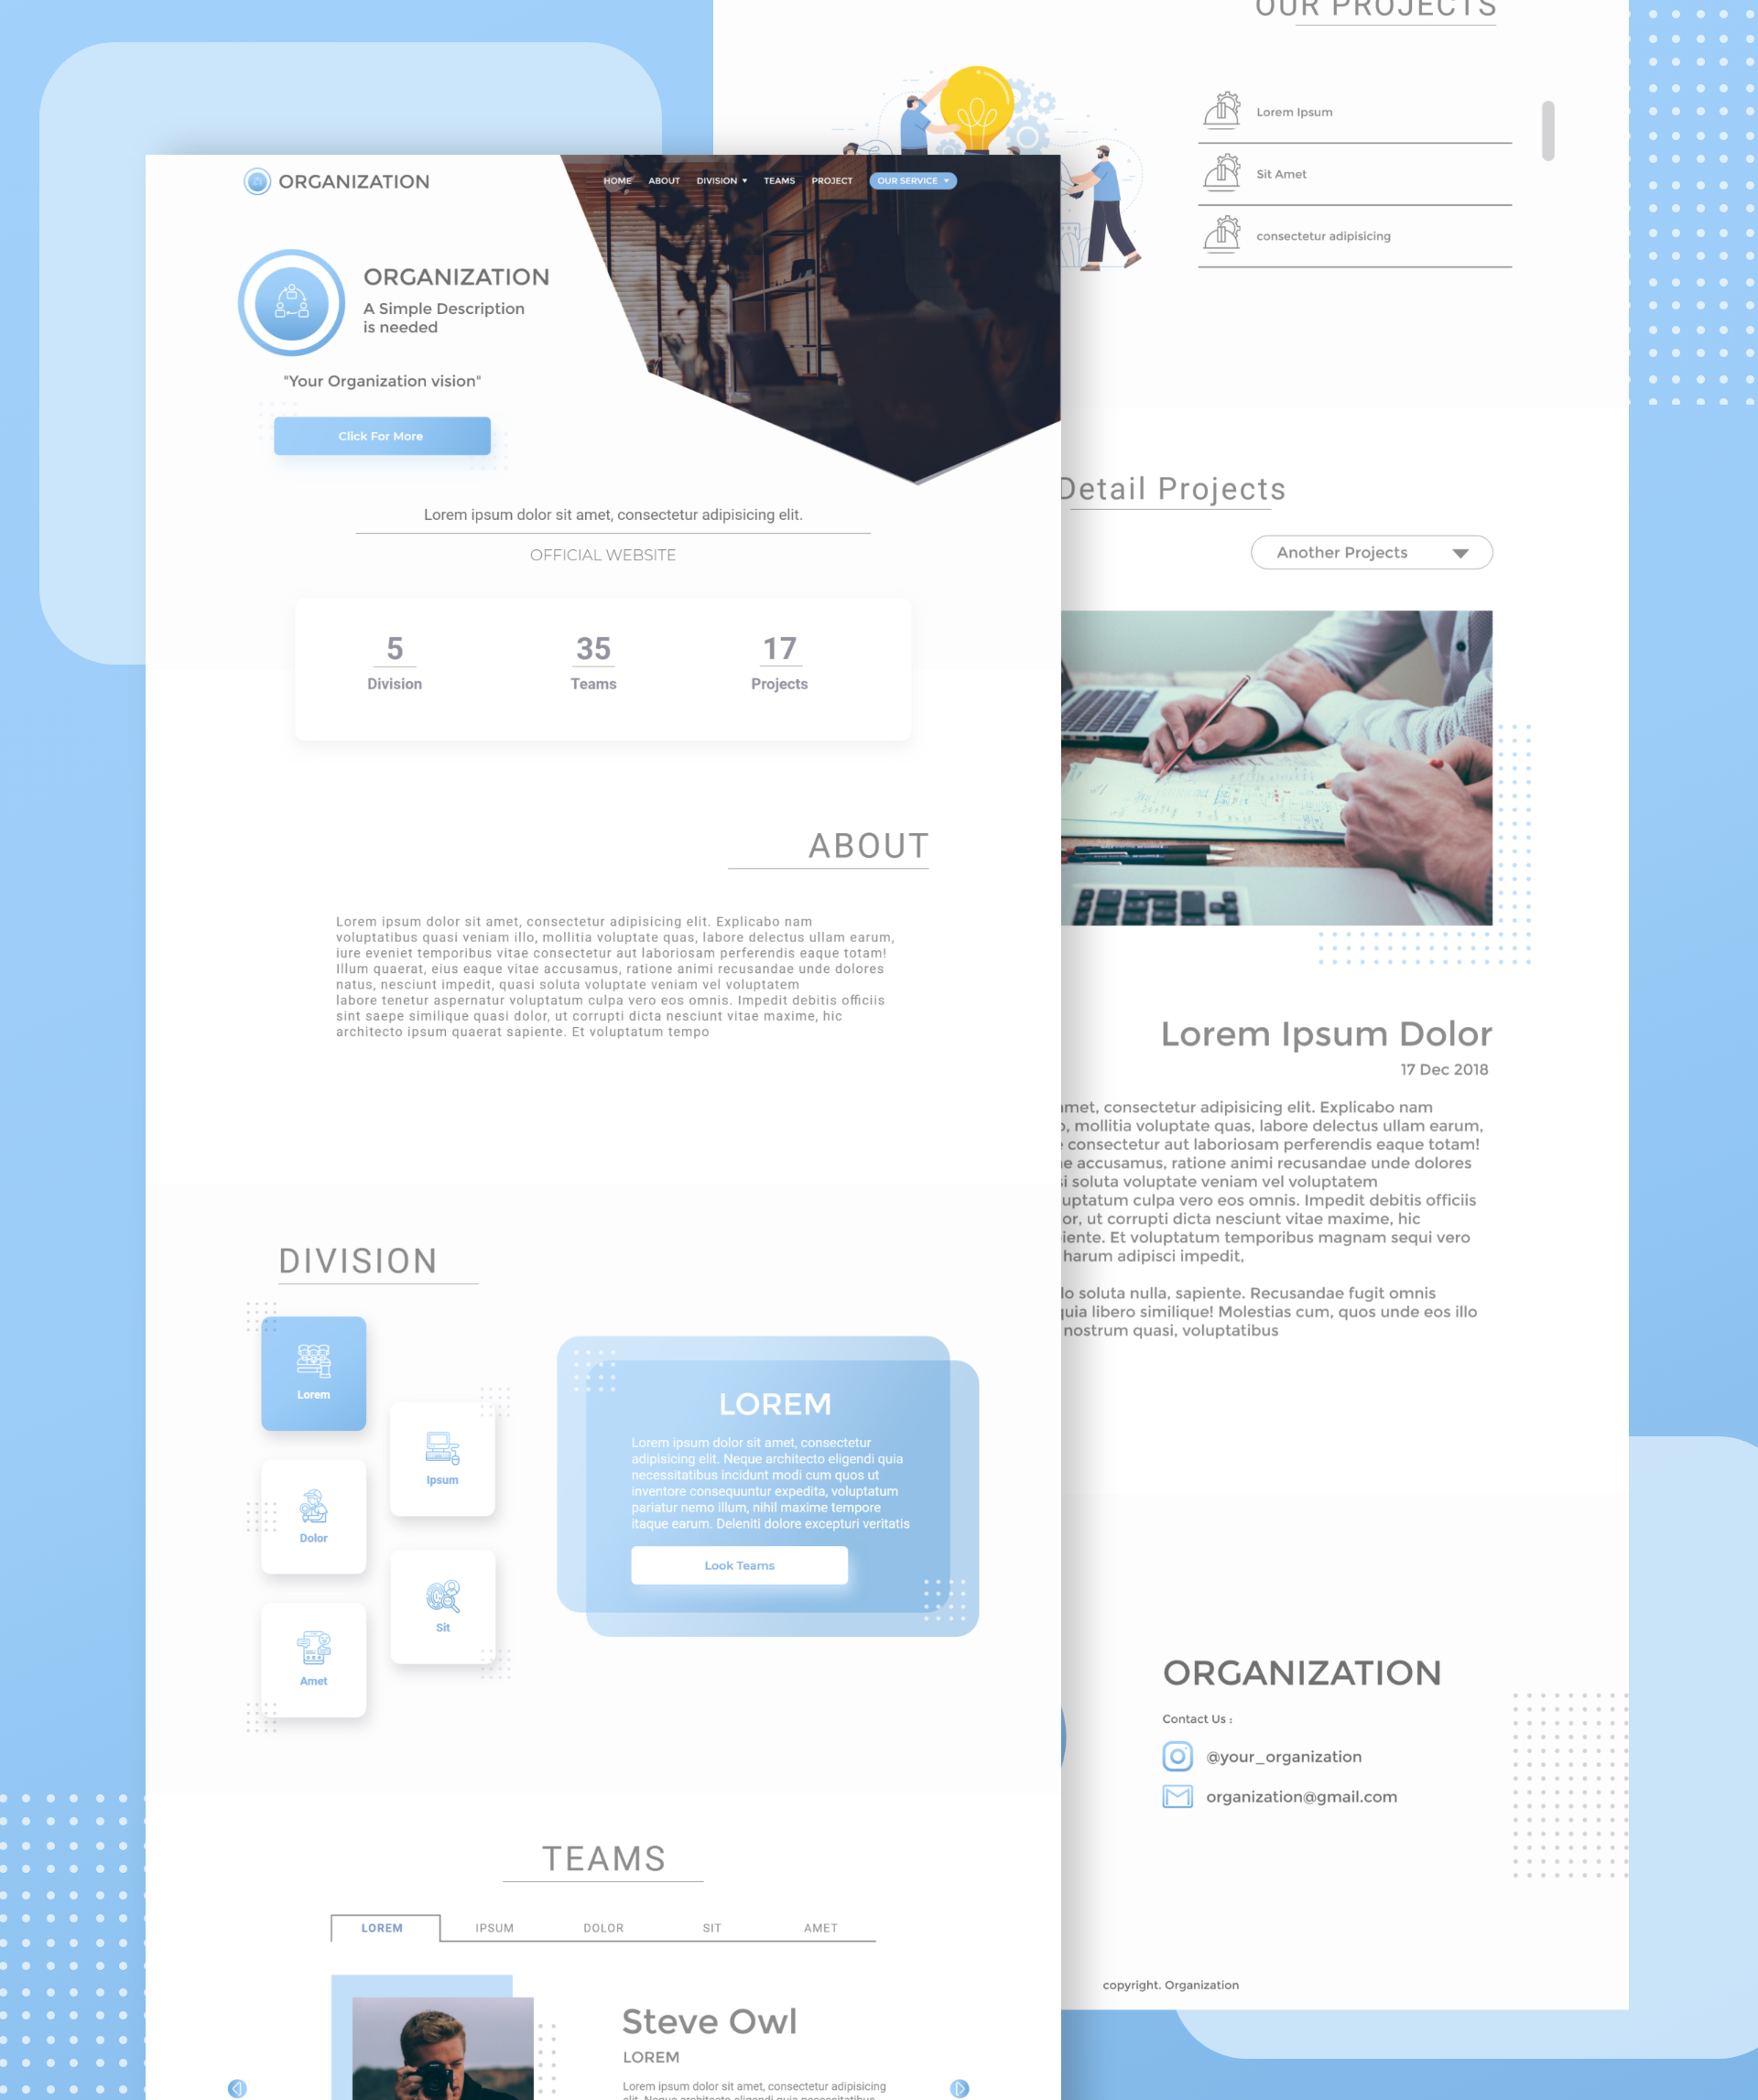 ORGANIZATION
HOME ABOUT DIVISION TEAMS PROJECT OUR SERVICE
ORGANIZATION
A Simple Description
is needed
"Your Organization vision"
Click For More
Lorem ipsum dolor sit amet, consectetur adipisicing elit.
OFFICIAL WEBSITE
5
Division
35
Teams
17
Projects
ABOUT
Lorem ipsum dolor sit amet, consectetur adipisicing elit. Explicabo nam
voluptatibus quasi veniam illo, mollitia voluptate quas, labore delectus ullam earum,
iure eveniet temporibus vitae consectetur aut laboriosam perferendis eaque totam!
Illum quaerat, eius eaque vitae accusamus, ratione animi recusandae unde dolores
natus, nesciunt impedit, quasi soluta voluptate veniam vel voluptatem
labore tenetur aspernatur voluptatum culpa vero eos omnis. Impedit debitis officiis
sint saepe similique quasi dolor, ut corrupti dicta nesciunt vitae maxime, hic
architecto ipsum quaerat sapiente. Et voluptatum tempo
DIVISION
Lorem
Ipsum
Dolor
Sit
Amet
LOREM
Lorem ipsum dolor sit amet, consectetur
adipisicing elit. Neque architecto eligendi quia
necessitatibus incidunt modi cum quos ut
inventore consequuntur expedita, voluptatum
pariatur nemo illum, nihil maxime tempore
itaque earum. Deleniti dolore excepturi veritatis
Look Teams
TEAMS
LOREM IPSUM DOLOR SIT AMET
Steve Owl
LOREM
Lorem ipsum dolor sit amet, consectetur adipisicing
OUR PROJECTS
Lorem Ipsum
Sit Amet
consectetur adipisicing
Detail Projects
Another Projects
Lorem Ipsum Dolor
17 Dec 2018
met, consectetur adipisicing elit. Explicabo nam
, mollitia voluptate quas, labore delectus ullam earum,
consectetur aut laboriosam perferendis eaque totam!
e accusamus, ratione animi recusandae unde dolores
i soluta voluptate veniam vel voluptatem
uptatum culpa vero eos omnis. Impedit debitis officiis
or, ut corrupti dicta nesciunt vitae maxime, hic
iente. Et voluptatum temporibus magnam sequi vero
harum adipisci impedit,
lo soluta nulla, sapiente. Recusandae fugit omnis
uia libero similique! Molestias cum, quos unde eos illo
nostrum quasi, voluptatibus
ORGANIZATION
Contact Us :
@your_organization
organization@gmail.com
copyright. Organization